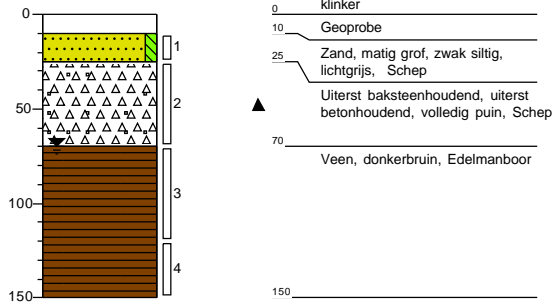 klinker
0
0
10
Geoprobe
1
Zand, matig grof, zwak siltig,
25
lichtgrijs, Schep
2
Uiterst baksteenhoudend, uiterst
50
betonhoudend, volledig puin, Schep
70
Veen, donkerbruin, Edelmanboor
3
100
4
150
150